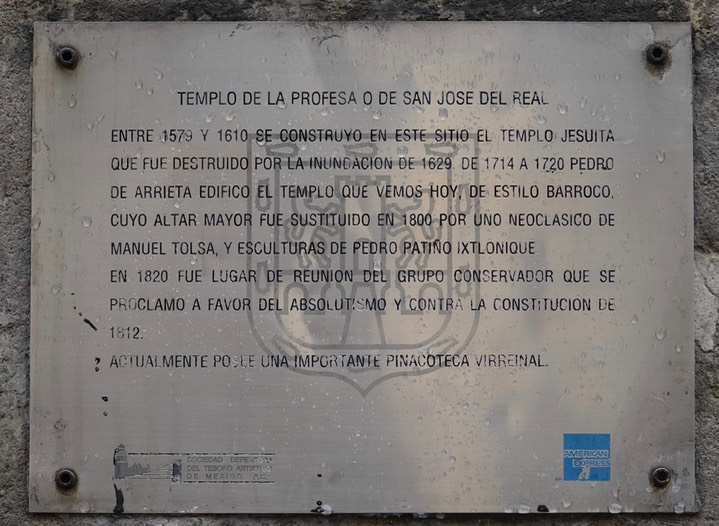 TEMPLO DE LA PROFESA O DE SAN JOSE DEL REAL
ENTRE 1579 Y 1610 SE CONSTRUYO EN ESTE SITIO EL TEMPLO JESUITA
QUE FUE DESTRUIDO POR LA INUNDACION DE 1629. DE 1714 A 1720 PEDRO
DE ARRIETA EDIFICO EL TEMPLO QUE VEMOS HOY, DE ESTILO BARROCO,
CUYO ALTAR MAYOR FUE SUSTITUIDO EN 1800 POR UNO NEOCLASICO DE
MANUEL TOLSA, Y ESCULTURAS DE PEDRO PATIÑO IXTLONIQUE
EN 1820 FUE LUGAR DE REUNION DEL GRUPO CONSERVADOR QUE SE
PROCLAMO A FAVOR DEL ABSOLUTISMO Y CONTRA LA CONSTITUCION DE
1812.
ACTUALMENTE POSEE UNA IMPORTANTE PINACOTECA VIRREINAL.
SOCIEDAD DEFENSORA
DEL TESORO ARTISTICO
DE MEXICO, A.C.
AMERICAN
EXPRESS